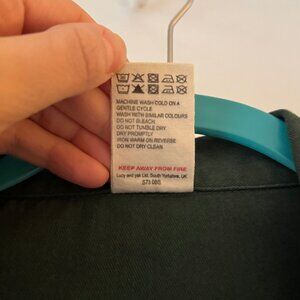 MACHINE WASH COLD ON A
GENTLE CYCLE
WASH WITH SIMILAR COLOURS
DO NOT BLEACH
DO NOT TUMBLE DRY
DRY PROMPTLY
IRON WARM ON REVERSE
DO NOT DRY CLEAN
KEEP AWAY FROM FIRE
Lucy and yak Ltd. South Yorkshire, UK